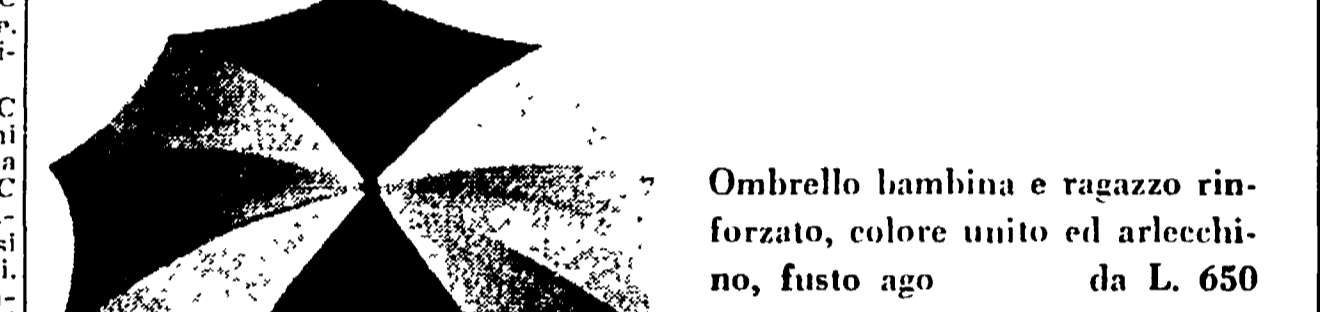 Ombrello bambina e ragazzo rin-
forzato, colore unito ed arlecchi-
no, fusto ago da L. 650